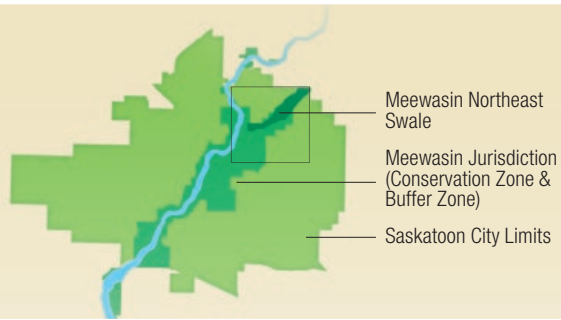 Meewasin Northeast
Swale
Meewasin Jurisdiction
(Conservation Zone &
Buffer Zone)
Saskatoon City Limits